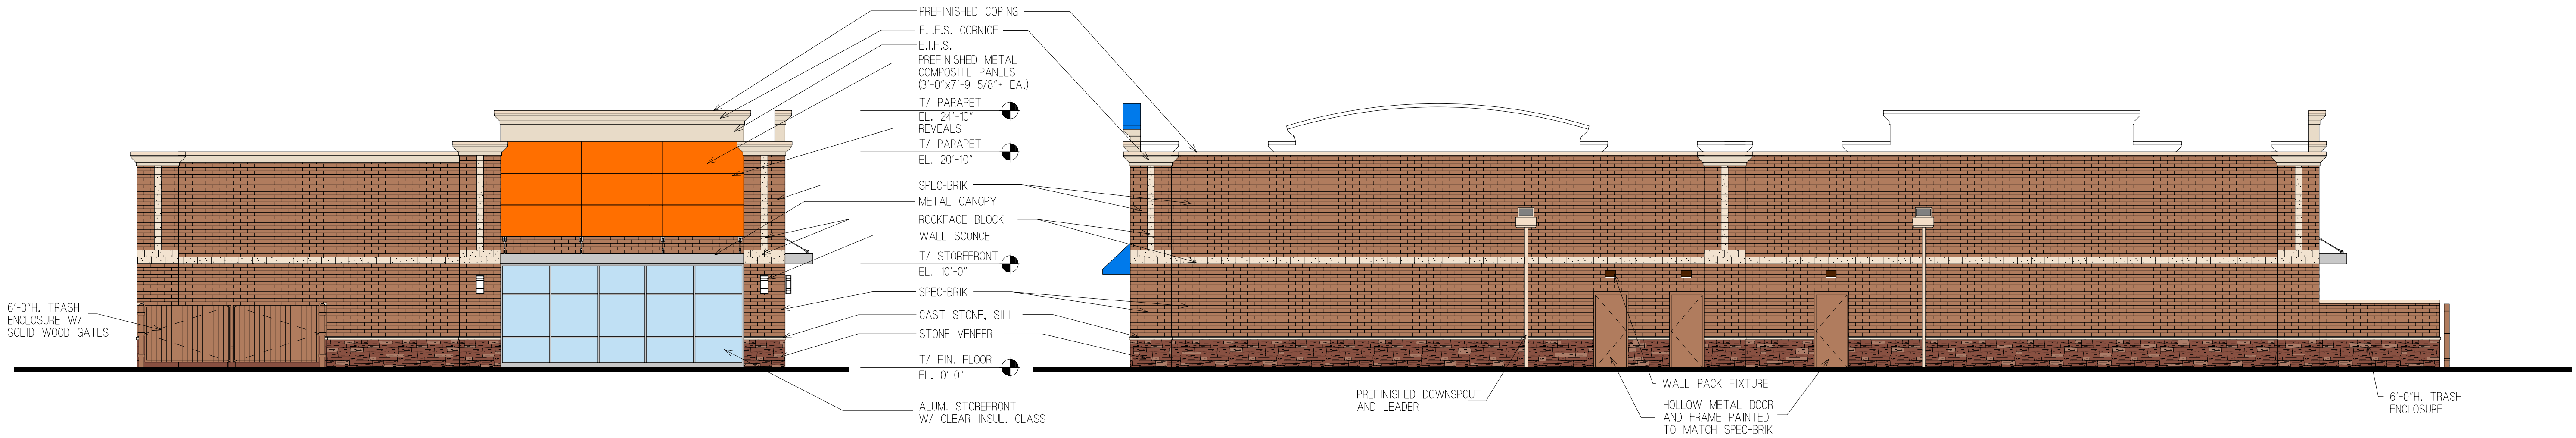 PREFINISHED COPING
E.I.F.S. CORNICE
E.I.F.S.
PREFINISHED METAL
COMPOSITE PANELS
(3'-0"x7'-9 5/8"+ EA.)
T/ PARAPET
EL. 24'-10"
REVEALS
T/ PARAPET
EL. 20'-10"
SPEC-BRIK
METAL CANOPY
ROCKFACE BLOCK
WALL SCONCE
T/ STOREFRONT
EL. 10'-0"
SPEC-BRIK
CAST STONE, SILL
STONE VENEER
T/ FIN. FLOOR
EL. 0'-0"
ALUM. STOREFRONT
W/ CLEAR INSUL. GLASS
6'-0"H. TRASH
ENCLOSURE W/
SOLID WOOD GATES
PREFINISHED DOWNSPOUT
AND LEADER
WALL PACK FIXTURE
HOLLOW METAL DOOR
AND FRAME PAINTED
TO MATCH SPEC-BRIK
6'-0"H. TRASH
ENCLOSURE